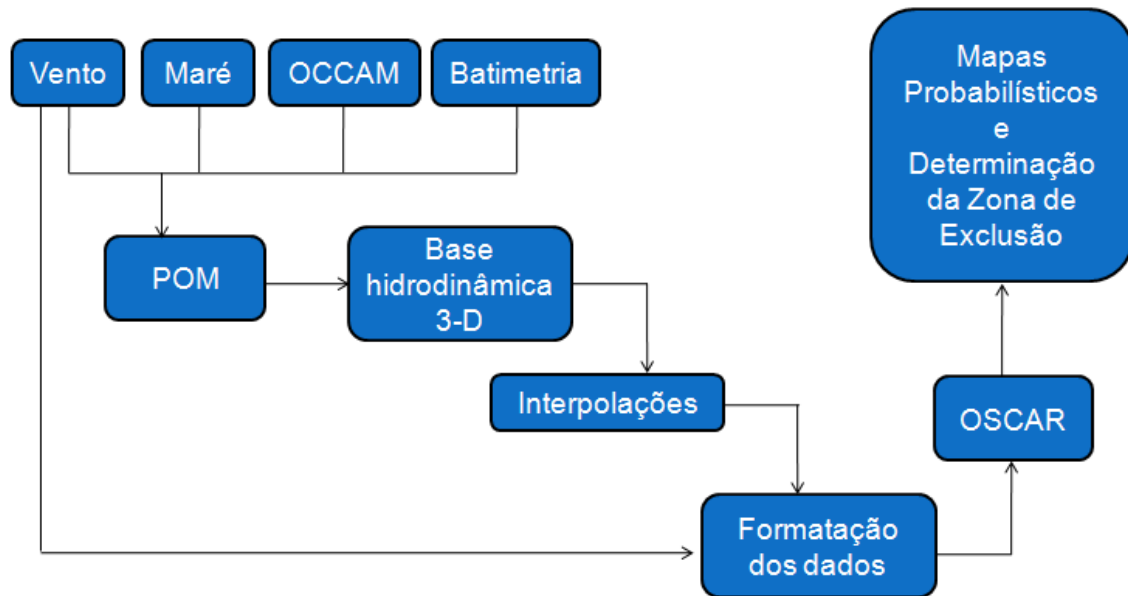 Vento
Maré
OCCAM
Batimetria
Mapas
Probabilísticos
e
Determinação
da Zona de
Exclusão
POM
Base
hidrodinâmica
3-D
Interpolações
OSCAR
Formatação
dos dados